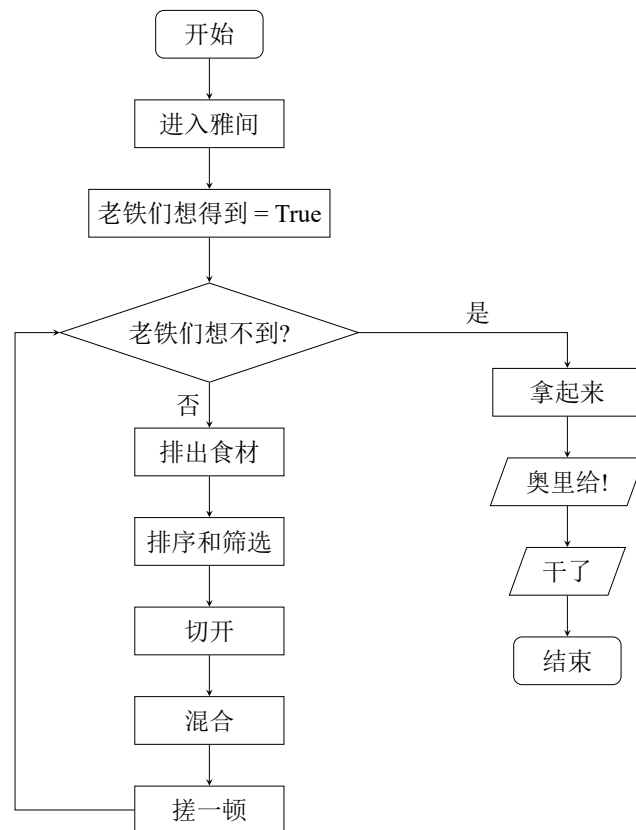 开始
进入雅间
老铁们想得到 = True
老铁们想不到?
是
否
拿起来
排出食材
奥里给!
排序和筛选
干了
切开
结束
混合
搓一顿